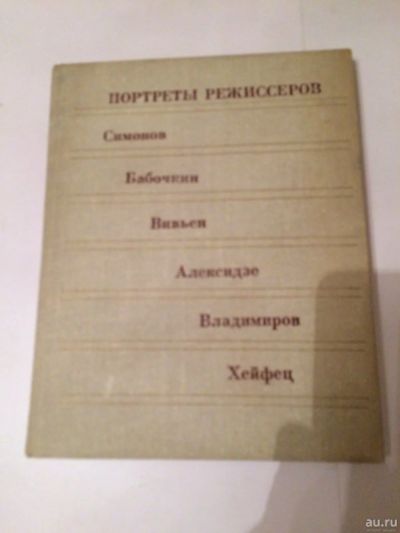 ПОРТРЕТЫ РЕЖИССЕРОВ
Симонов
Бабочкин
Вивьен
Алексидзе
Владимиров
Хейфец
au.ru